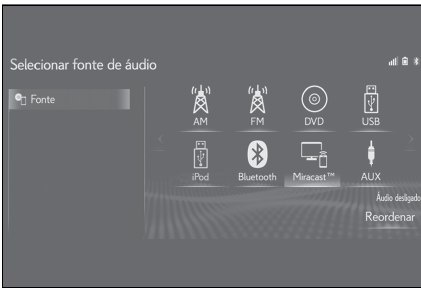 Selecionar fonte de áudio
Fonte
AM FM DVD USB
iPod Bluetooth Miracast™ AUX
Áudio desligado
Reordenar